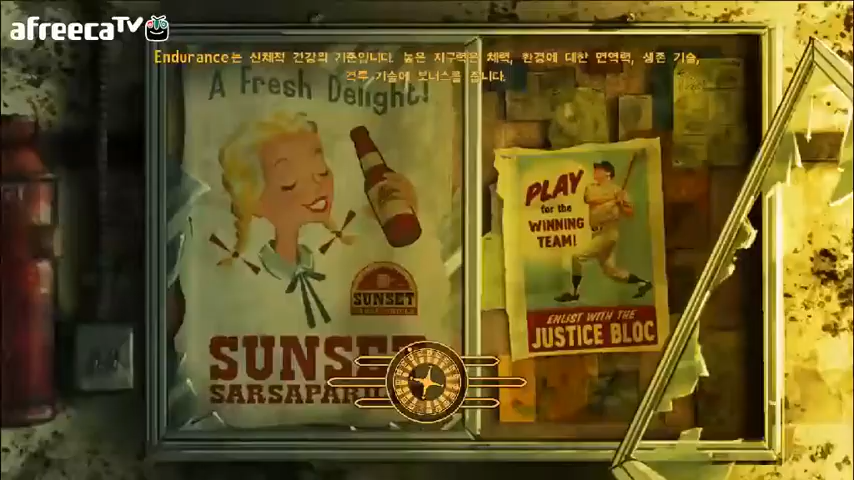 afreecaTV
Endurance는 신체적 건강의 기준입니다. 높은 지구력은 체력, 환경에 대한 면역력, 생존 기술,
격투 기술에 보너스를 줍니다.
A Fresh Delight!
SUNSET
SUNSET
PLAY
for the
WINNING
TEAM!
ENLIST WITH THE
JUSTICE BLOC